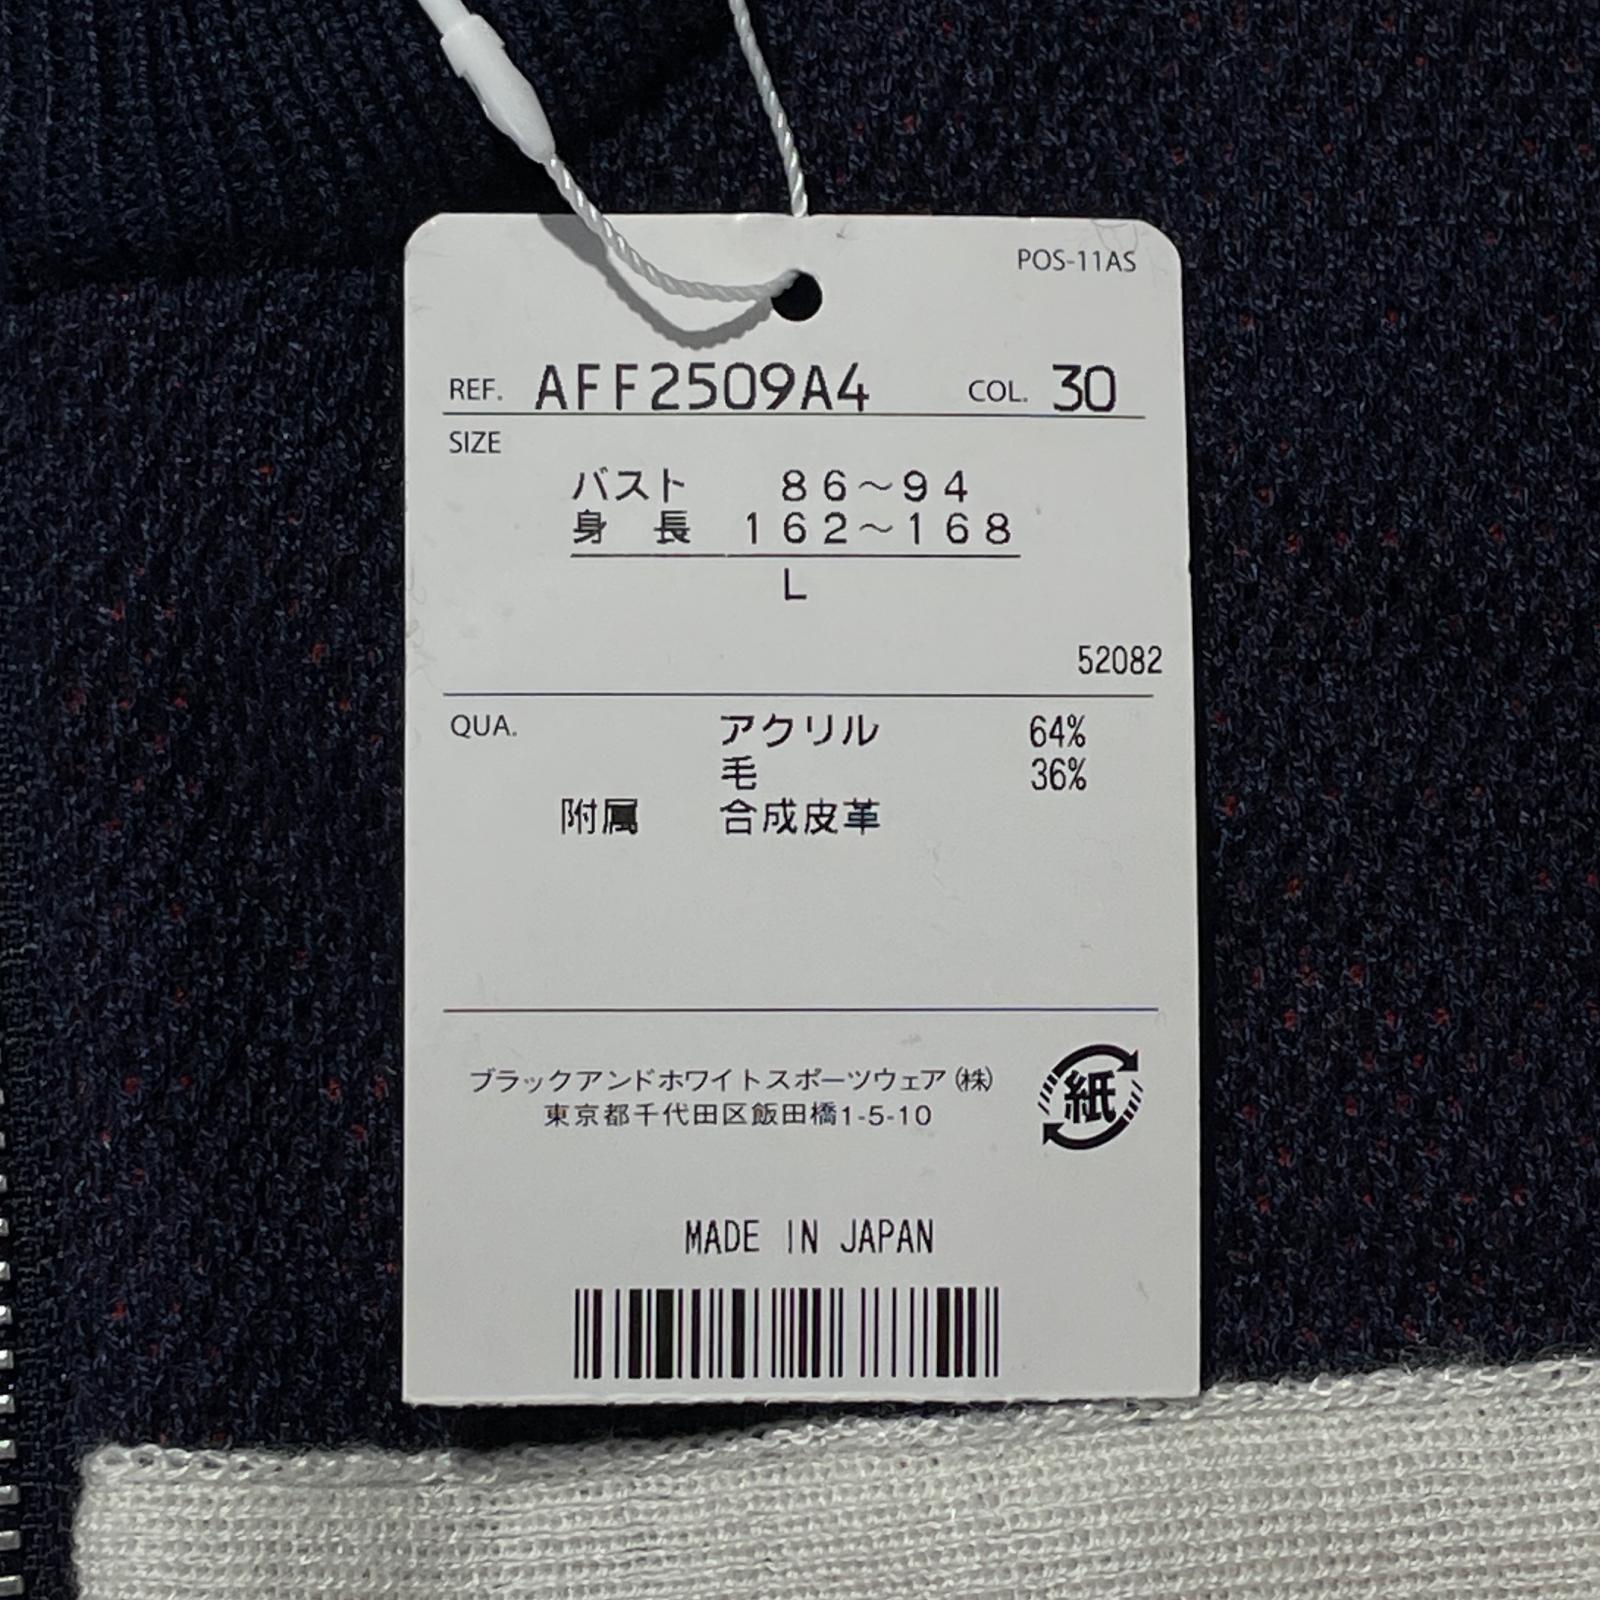 POS-11AS
REF. AFF2509A4 COL. 30
SIZE
バスト 86～94
身長 162～168
L
52082
QUA. アクリル 64%
毛 36%
附属 合成皮革
ブラックアンドホワイトスポーツウェア㈱
東京都千代田区飯田橋1-5-10
紙
MADE IN JAPAN